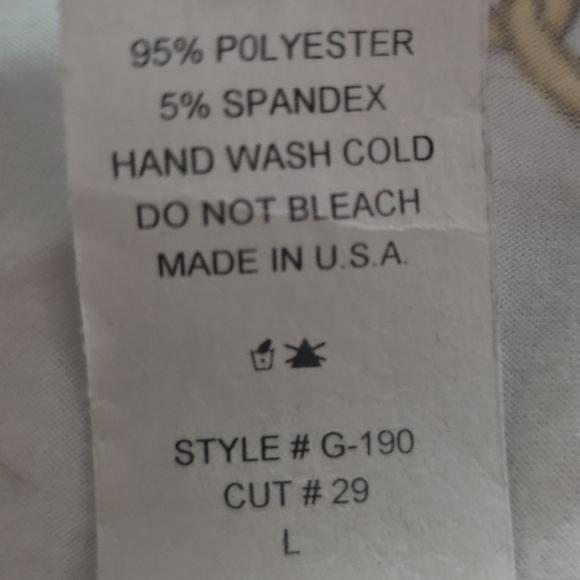 95% POLYESTER
5% SPANDEX
HAND WASH COLD
DO NOT BLEACH
MADE IN U.S.A.
STYLE # G-190
CUT # 29
L